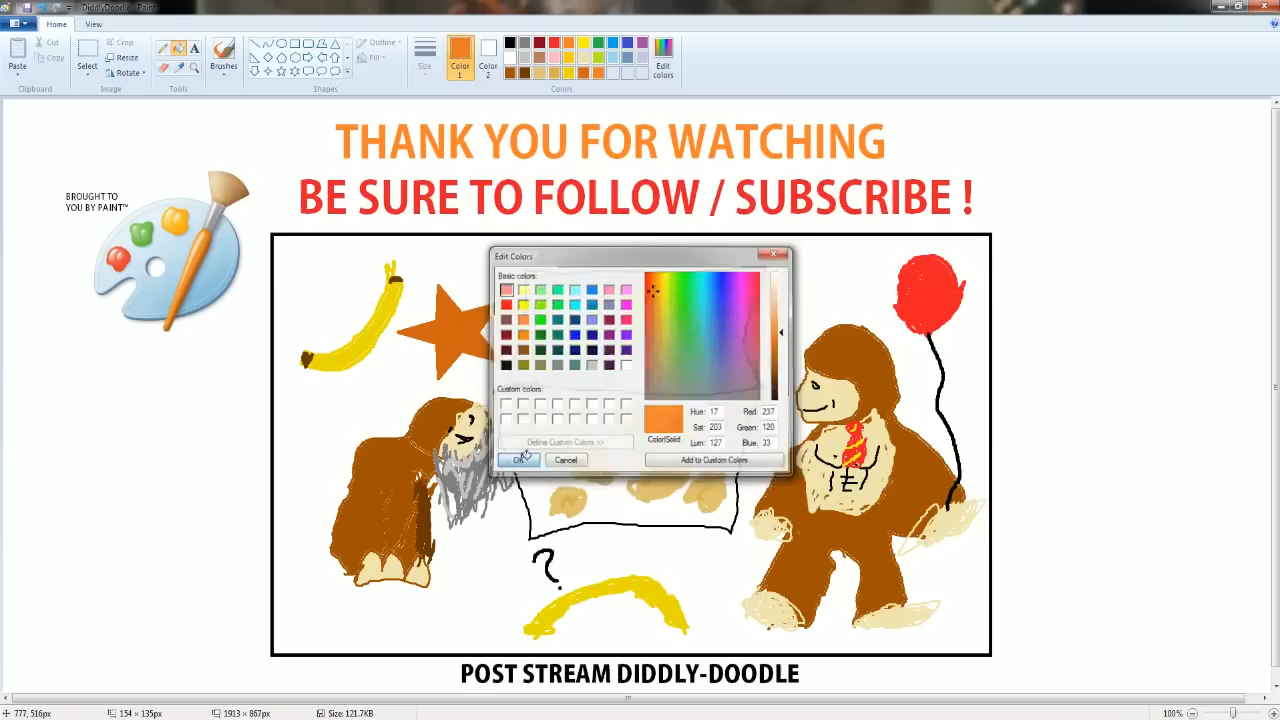 DiddlyDoodle - Paint
Home
View
Paste
Cut
Copy
Select
Crop
Resize
Rotate
A
Brushes
Outline
Fill
Size
Color 1
Color 2
Edit colors
Clipboard
Image
Tools
Shapes
Colors
THANK YOU FOR WATCHING
BE SURE TO FOLLOW / SUBSCRIBE !
BROUGHT TO
YOU BY PAINT™
Edit Colors
Basic colors:
Custom colors:
Define Custom Colors >>
OK
Cancel
Hue: 17
Red: 237
Sat: 203
Green: 120
Lum: 127
Blue: 33
Color|Solid
Add to Custom Colors
?
POST STREAM DIDDLY-DOODLE
777, 516px
154 × 135px
1913 × 867px
Size: 121.7KB
100%